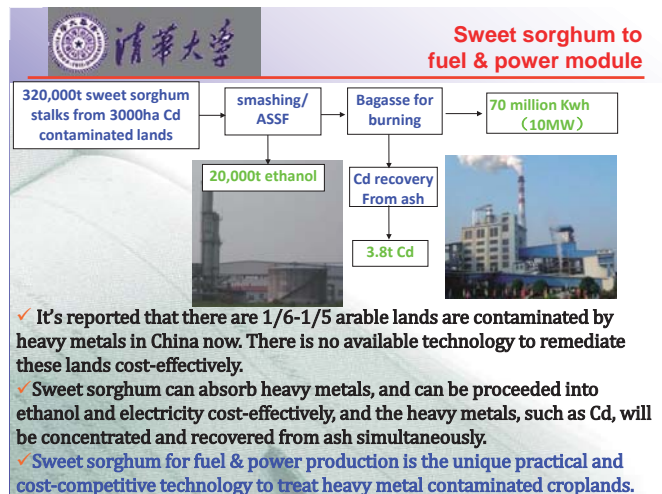 清华大学
Sweet sorghum to
fuel & power module
320,000t sweet sorghum
stalks from 3000ha Cd
contaminated lands
smashing/
ASSF
Bagasse for
burning
70 million Kwh
（10MW）
20,000t ethanol
Cd recovery
From ash
3.8t Cd
✓ It's reported that there are 1/6-1/5 arable lands are contaminated by
heavy metals in China now. There is no available technology to remediate
these lands cost-effectively.
✓Sweet sorghum can absorb heavy metals, and can be proceeded into
ethanol and electricity cost-effectively, and the heavy metals, such as Cd, will
be concentrated and recovered from ash simultaneously.
✓Sweet sorghum for fuel & power production is the unique practical and
cost-competitive technology to treat heavy metal contaminated croplands.